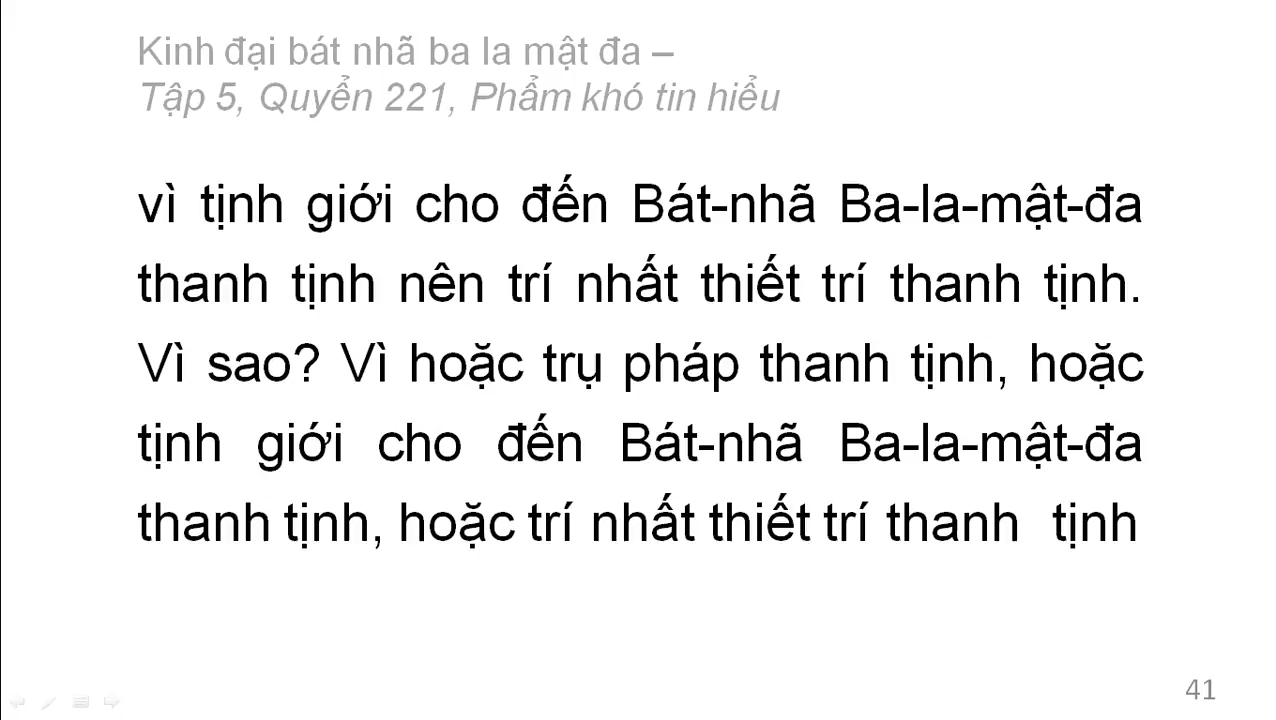 Kinh đại bát nhã ba la mật đa –
Tập 5, Quyển 221, Phẩm khó tin hiểu
vì tịnh giới cho đến Bát-nhã Ba-la-mật-đa
thanh tịnh nên trí nhất thiết trí thanh tịnh.
Vì sao? Vì hoặc trụ pháp thanh tịnh, hoặc
tịnh giới cho đến Bát-nhã Ba-la-mật-đa
thanh tịnh, hoặc trí nhất thiết trí thanh tịnh
41